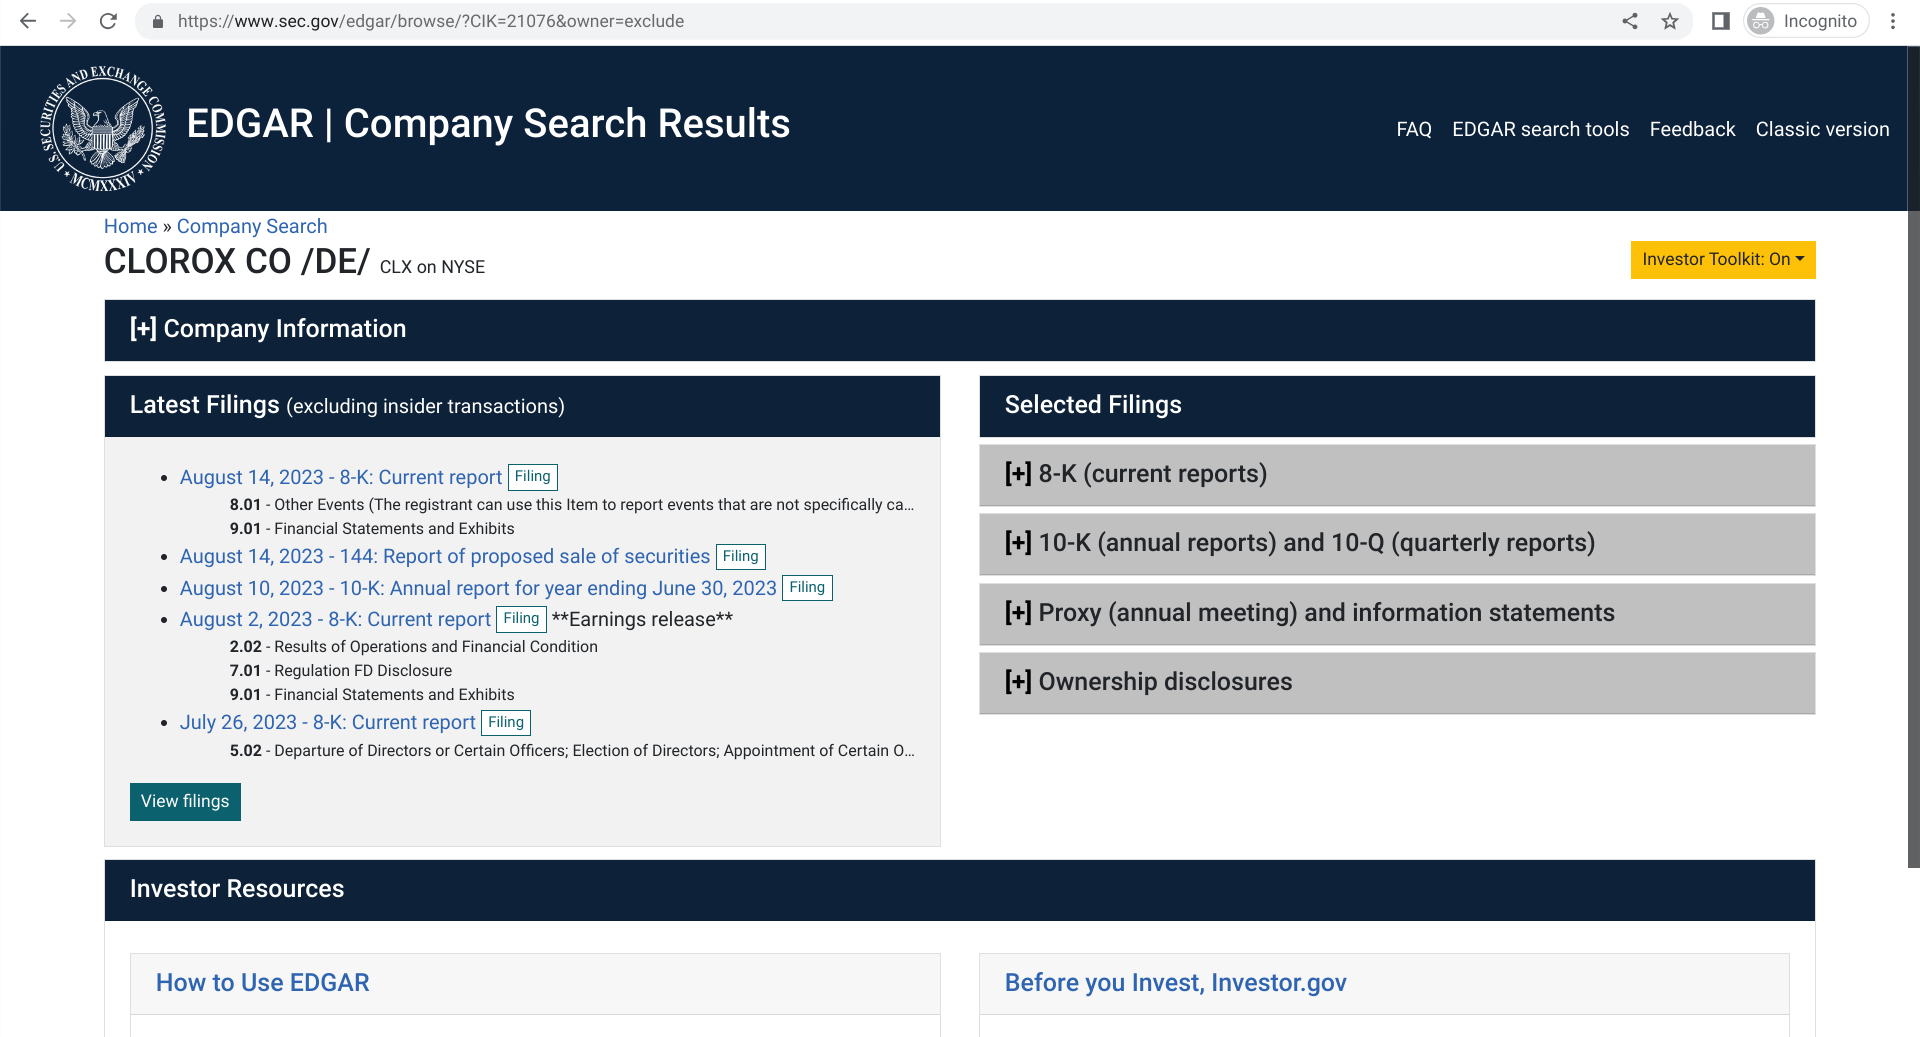 https://www.sec.gov/edgar/browse/?CIK=21076&owner=exclude
Incognito
U.S. SECURITIES AND EXCHANGE COMMISSION
MCMXXXIV
EDGAR | Company Search Results
FAQ EDGAR search tools Feedback Classic version
Home » Company Search
CLOROX CO /DE/ CLX on NYSE
Investor Toolkit: On
[+] Company Information
Latest Filings (excluding insider transactions)
August 14, 2023 - 8-K: Current report Filing
8.01 - Other Events (The registrant can use this Item to report events that are not specifically ca...
9.01 - Financial Statements and Exhibits
August 14, 2023 - 144: Report of proposed sale of securities Filing
August 10, 2023 - 10-K: Annual report for year ending June 30, 2023 Filing
August 2, 2023 - 8-K: Current report Filing **Earnings release**
2.02 - Results of Operations and Financial Condition
7.01 - Regulation FD Disclosure
9.01 - Financial Statements and Exhibits
July 26, 2023 - 8-K: Current report Filing
5.02 - Departure of Directors or Certain Officers; Election of Directors; Appointment of Certain O...
View filings
Selected Filings
[+] 8-K (current reports)
[+] 10-K (annual reports) and 10-Q (quarterly reports)
[+] Proxy (annual meeting) and information statements
[+] Ownership disclosures
Investor Resources
How to Use EDGAR
Before you Invest, Investor.gov